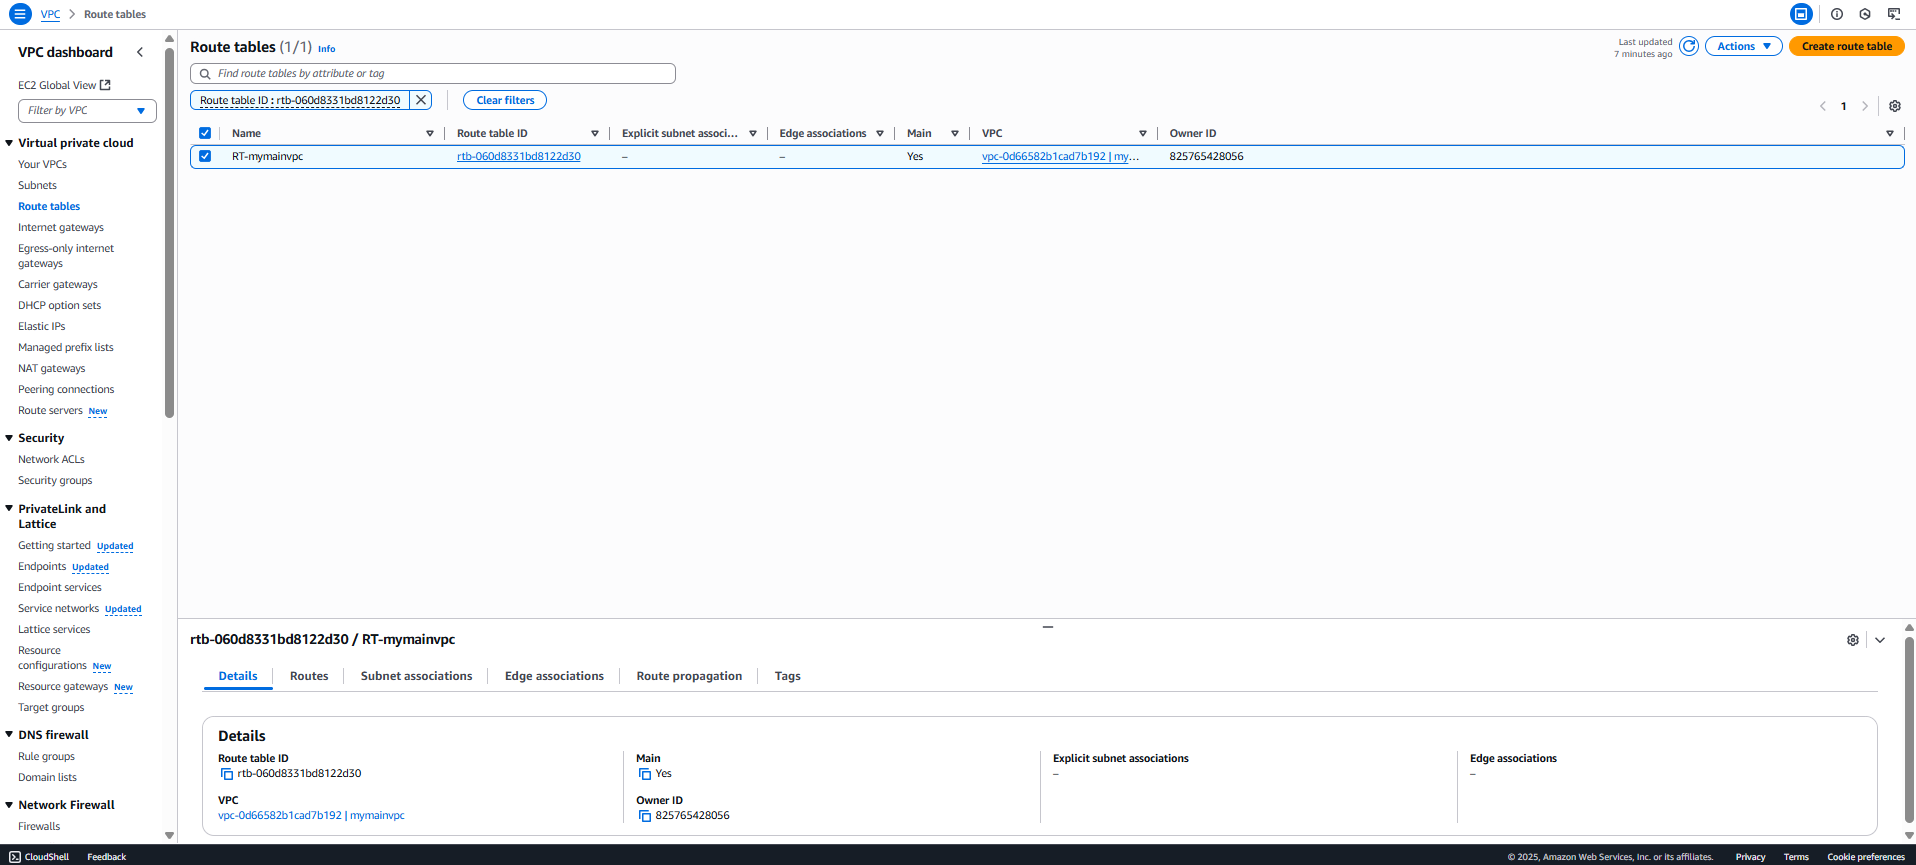 VPC > Route tables
VPC dashboard
EC2 Global View
Filter by VPC
Virtual private cloud
Your VPCs
Subnets
Route tables
Internet gateways
Egress-only internet
gateways
Carrier gateways
DHCP option sets
Elastic IPs
Managed prefix lists
NAT gateways
Peering connections
Route servers New
Security
Network ACLs
Security groups
PrivateLink and
Lattice
Getting started Updated
Endpoints Updated
Endpoint services
Service networks Updated
Lattice services
Resource
configurations New
Resource gateways New
Target groups
DNS firewall
Rule groups
Domain lists
Network Firewall
Firewalls
Route tables (1/1) Info
Last updated
7 minutes ago
Actions
Create route table
Find route tables by attribute or tag
Route table ID : rtb-060d8331bd8122d30
Clear filters
1
Name Route table ID Explicit subnet associ... Edge associations Main VPC Owner ID
RT-mymainvpc rtb-060d8331bd8122d30 – – Yes vpc-0d66582b1cad7b192 | my... 825765428056
rtb-060d8331bd8122d30 / RT-mymainvpc
Details Routes Subnet associations Edge associations Route propagation Tags
Details
Route table ID
rtb-060d8331bd8122d30
Main
Yes
Explicit subnet associations
–
Edge associations
–
VPC
vpc-0d66582b1cad7b192 | mymainvpc
Owner ID
825765428056
CloudShell Feedback © 2025, Amazon Web Services, Inc. or its affiliates. Privacy Terms Cookie preferences